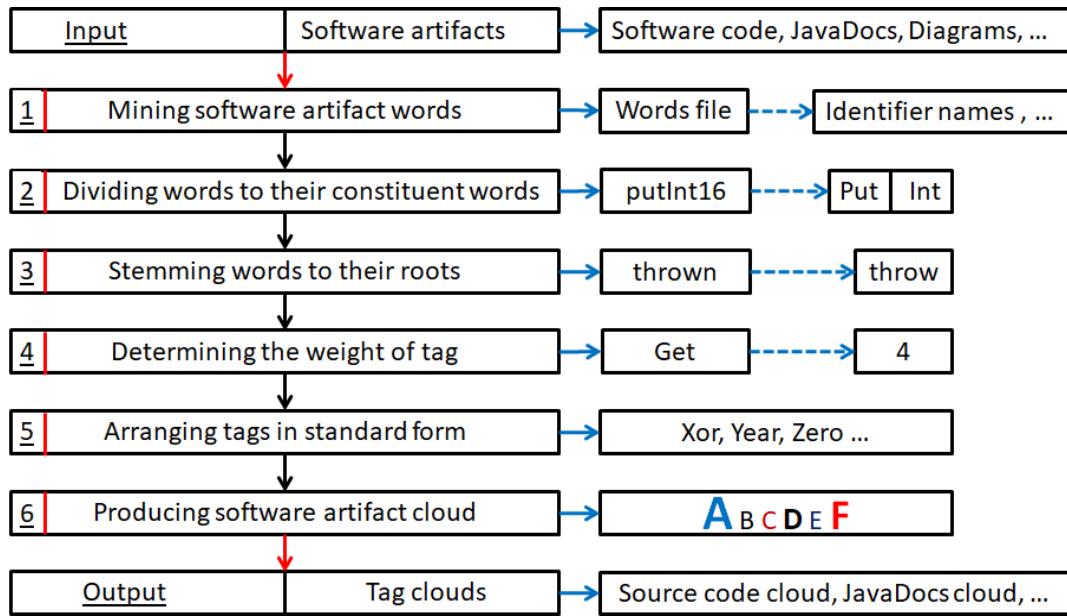 Input Software artifacts Software code, JavaDocs, Diagrams, ...
1 Mining software artifact words Words file Identifier names , ...
2 Dividing words to their constituent words putInt16 Put Int
3 Stemming words to their roots thrown throw
4 Determining the weight of tag Get 4
5 Arranging tags in standard form Xor, Year, Zero ...
6 Producing software artifact cloud A B C D E F
Output Tag clouds Source code cloud, JavaDocs cloud, ...